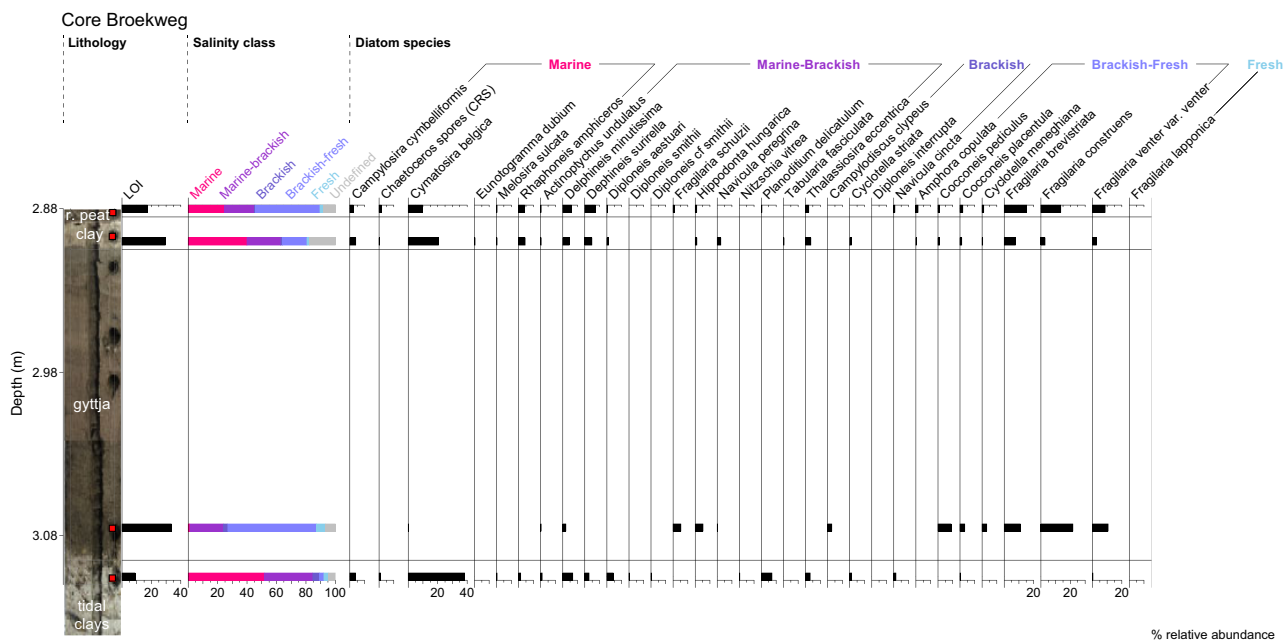 Core Broekweg
Lithology
Salinity class
Diatom species
Marine
Marine-Brackish
Brackish
Brackish-Fresh
Fresh
LOI
Marine
Marine-brackish
Brackish
Brackish-fresh
Fresh
Undefined
Campylosira cymbelliformis
Chaetoceros spores (CRS)
Cymatosira belgica
Eunotogramma dubium
Melosira sulcata
Rhaphoneis amphiceros
Actinoptychus undulatus
Delphineis minutissima
Dephineis surirella
Diploneis aestuari
Diploneis smithii
Diploneis cf smithii
Fragilaria schulzii
Hippodonta hungarica
Navicula peregrina
Nitzschia vitrea
Planoditium delicatulum
Tabularia fasciculata
Thalassiosira eccentrica
Campylodiscus clypeus
Cyclotella striata
Diploneis interrupta
Navicula cincta
Amphora copulata
Cocconeis pediculus
Cocconeis placentula
Cyclotella meneghiana
Fragilaria brevistriata
Fragilaria construens
Fragilaria venter var. venter
Fragilaria lapponica
2.88
r. peat
clay
2.98
gyttja
Depth (m)
3.08
tidal
clays
20 40 20 40 60 80 100 20 40 20 20 20
% relative abundance